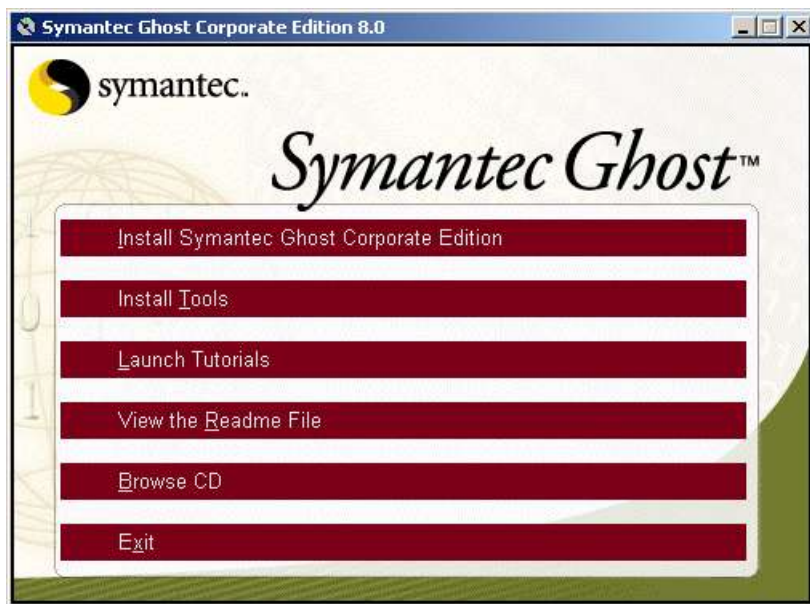 Symantec Ghost Corporate Edition 8.0
symantec™
Symantec Ghost™
Install Symantec Ghost Corporate Edition
Install Tools
Launch Tutorials
View the Readme File
Browse CD
Exit